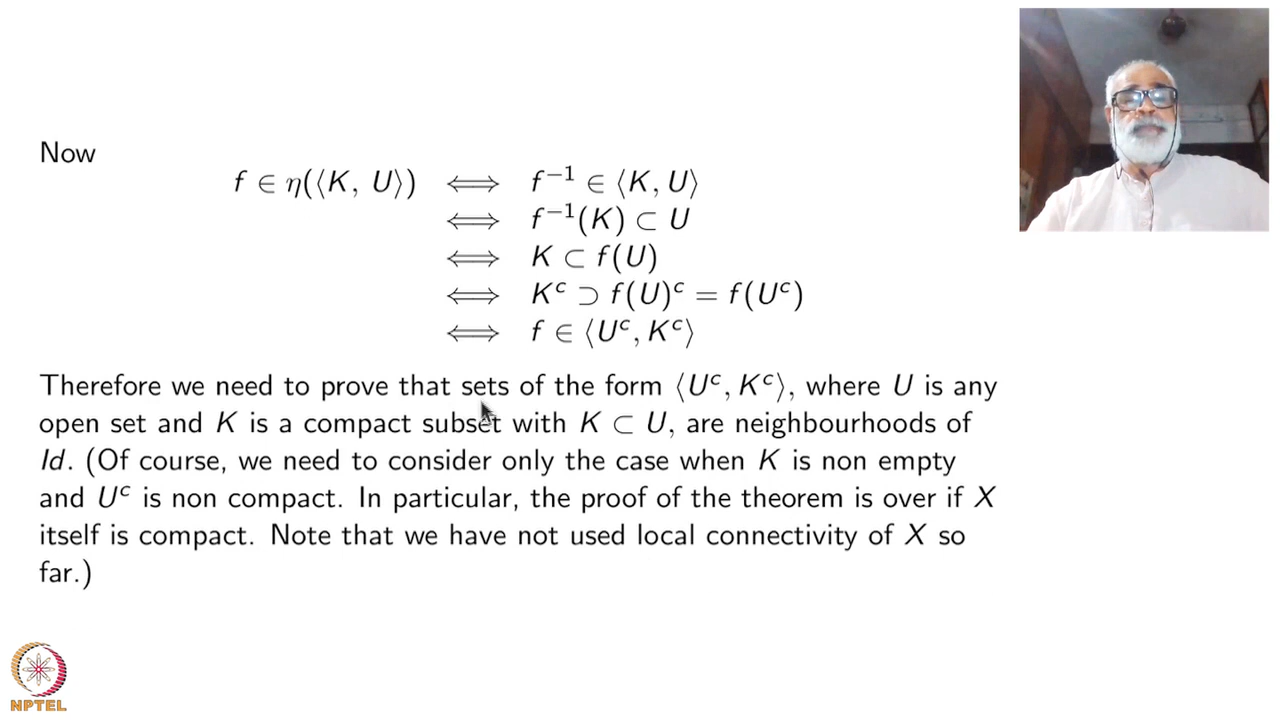 Now
f ∈ η(⟨K, U⟩) ⟺ f⁻¹ ∈ ⟨K, U⟩
⟺ f⁻¹(K) ⊂ U
⟺ K ⊂ f(U)
⟺ Kᶜ ⊃ f(U)ᶜ = f(Uᶜ)
⟺ f ∈ ⟨Uᶜ, Kᶜ⟩
Therefore we need to prove that sets of the form ⟨Uᶜ, Kᶜ⟩, where U is any
open set and K is a compact subset with K ⊂ U, are neighbourhoods of
Id. (Of course, we need to consider only the case when K is non empty
and Uᶜ is non compact. In particular, the proof of the theorem is over if X
itself is compact. Note that we have not used local connectivity of X so
far.)
NPTEL